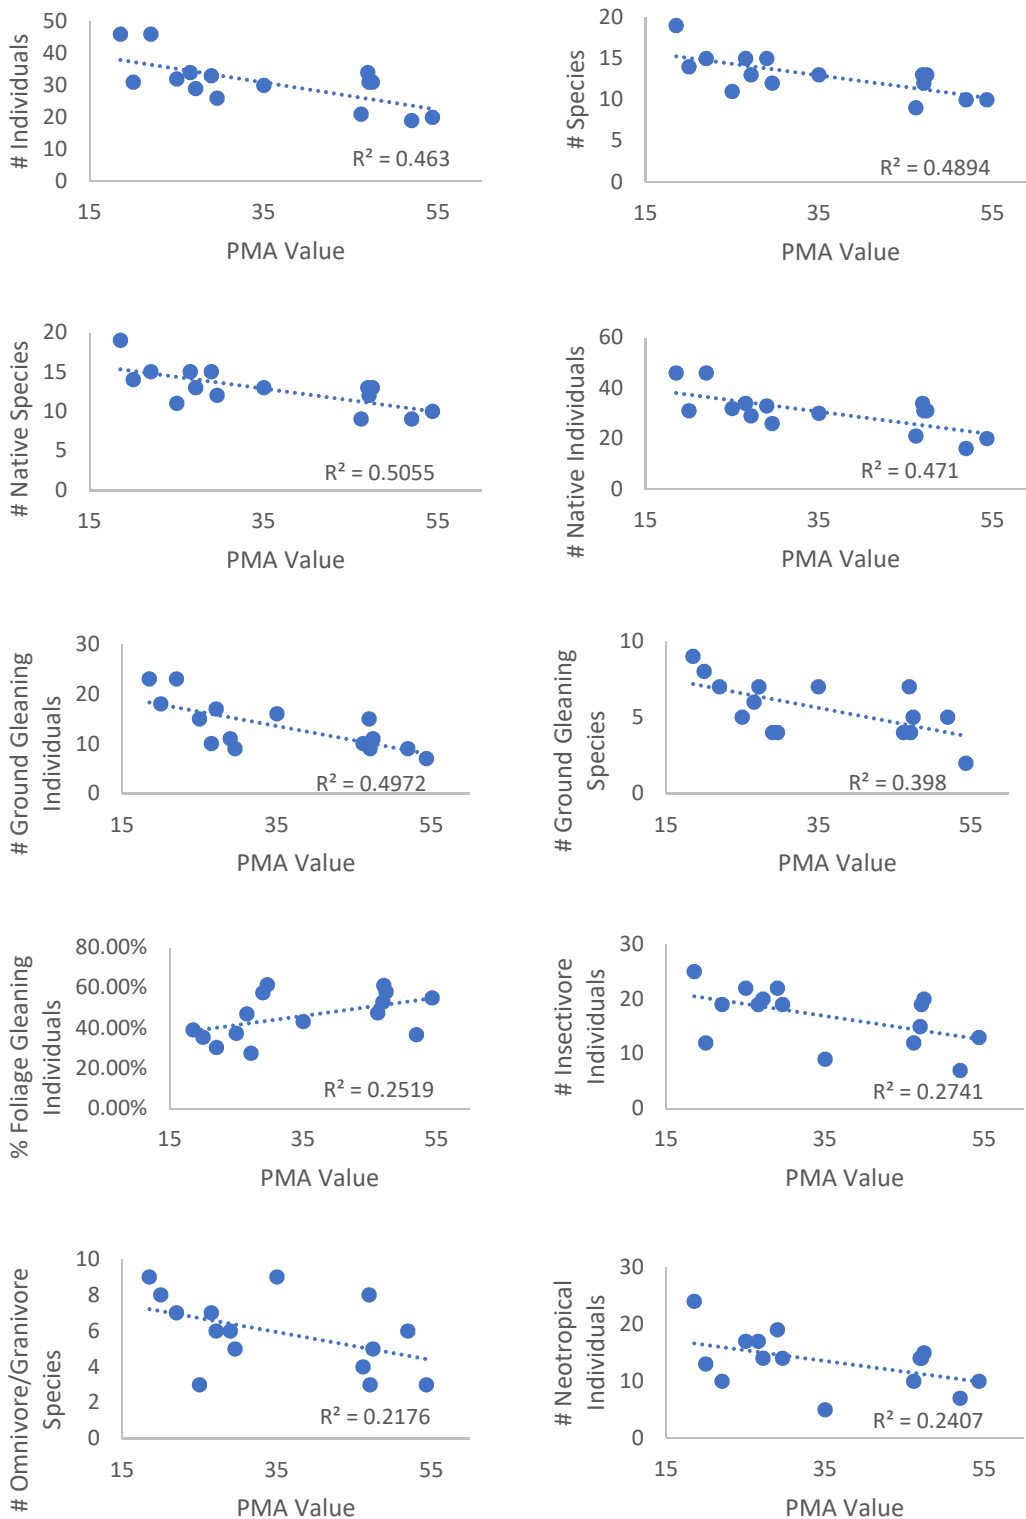 # Individuals
50
40
30
20
10
0
R² = 0.463
15 35 55
PMA Value
# Species
20
15
10
5
0
R² = 0.4894
15 35 55
PMA Value
# Native Species
20
15
10
5
0
R² = 0.5055
15 35 55
PMA Value
# Native Individuals
60
40
20
0
R² = 0.471
15 35 55
PMA Value
# Ground Gleaning
Individuals
30
20
10
0
R² = 0.4972
15 35 55
PMA Value
# Ground Gleaning
Species
10
5
0
R² = 0.398
15 35 55
PMA Value
% Foliage Gleaning
Individuals
80.00%
60.00%
40.00%
20.00%
0.00%
R² = 0.2519
15 35 55
PMA Value
# Insectivore
Individuals
30
20
10
0
R² = 0.2741
15 35 55
PMA Value
# Omnivore/Granivore
Species
10
8
6
4
2
0
R² = 0.2176
15 35 55
PMA Value
# Neotropical
Individuals
30
20
10
0
R² = 0.2407
15 35 55
PMA Value